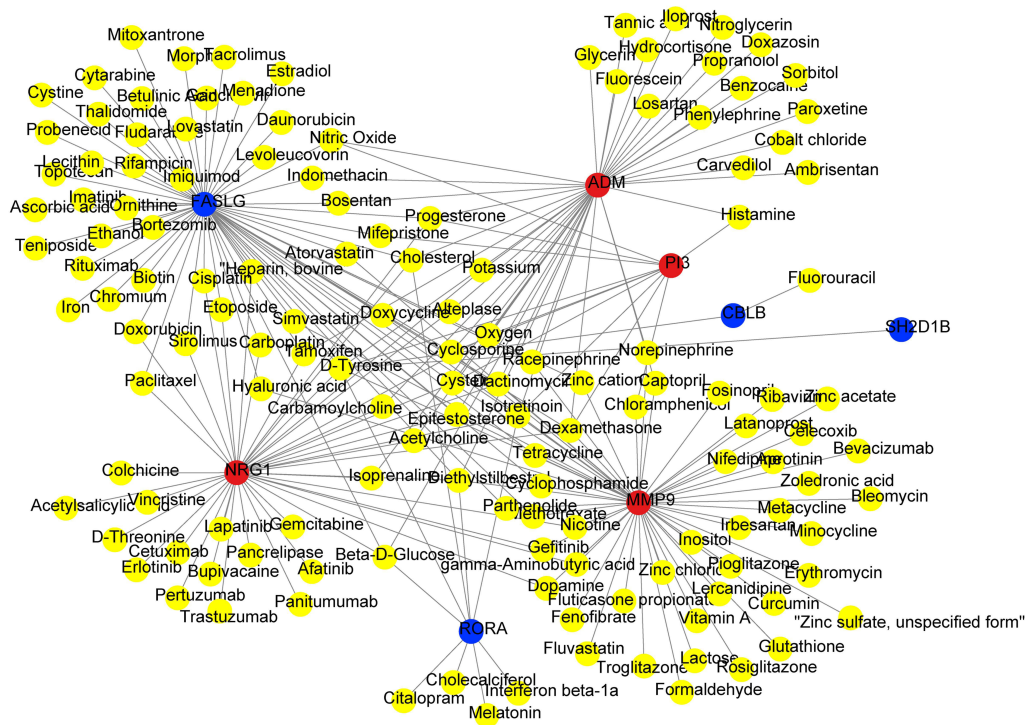 Mitoxantrone
Tacrolimus
Estradiol
Cytarabine
Menadione
Cystine
Betulinic Acid
Thalidomide
Daunorubicin
Probenecid
Lovastatin
Nitric Oxide
Lecithin
Rifampicin
Levoleucovorin
Topotecan
Imiquimod
Indomethacin
Imatinib
FASLG
Ascorbic acid
Ornithine
Bosentan
Bortezomib
Ethanol
Teniposide
Rituximab
Biotin
Cisplatin
"Heparin, bovine
Iron
Chromium
Etoposide
Doxorubicin
Sirolimus
Carboplatin
Simvastatin
Tamoxifen
D-Tyrosine
Paclitaxel
Hyaluronic acid
Carbamoylcholine
Progesterone
Mifepristone
Atorvastatin
Cholesterol
Potassium
Doxycycline
Alteplase
Oxygen
Cyclosporine
Racepinephrine
Norepinephrine
Dactinomycin
Zinc cation
Captopril
Isotretinoin
Chloramphenicol
Epitestosterone
Dexamethasone
Acetylcholine
Tetracycline
Isoprenaline
Cyclophosphamide
Parthenolide
Nicotine
Gefitinib
gamma-Aminobutyric acid
Dopamine
Iloprost
Nitroglycerin
Glycerin
Hydrocortisone
Doxazosin
Propranolol
Fluorescein
Sorbitol
Benzocaine
Losartan
Phenylephrine
Paroxetine
Cobalt chloride
Carvedilol
Ambrisentan
ADM
Histamine
PI3
Fluorouracil
CBLB
SH2D1B
Fosinopril
Ribavirin
Zinc acetate
Latanoprost
Celecoxib
Nifedipine
Aprotinin
Bevacizumab
Zoledronic acid
MMP9
Bleomycin
Metacycline
Irbesartan
Minocycline
Inositol
Pioglitazone
Erythromycin
Lercanidipine
Curcumin
Fluticasone propionate
Fenofibrate
Vitamin A
"Zinc sulfate, unspecified form"
Fluvastatin
Glutathione
Troglitazone
Lactose
Rosiglitazone
Formaldehyde
NRG1
Colchicine
Acetylsalicylic
Vincristine
Lapatinib
Gemcitabine
D-Threonine
Cetuximab
Pancrelipase
Beta-D-Glucose
Erlotinib
Bupivacaine
Afatinib
Pertuzumab
Panitumumab
Trastuzumab
RORA
Cholecalciferol
Citalopram
Interferon beta-1a
Melatonin